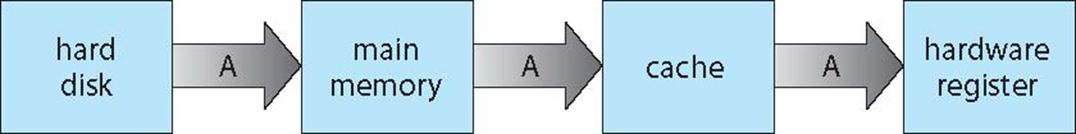 hard
disk
A
main
memory
A
cache
A
hardware
register